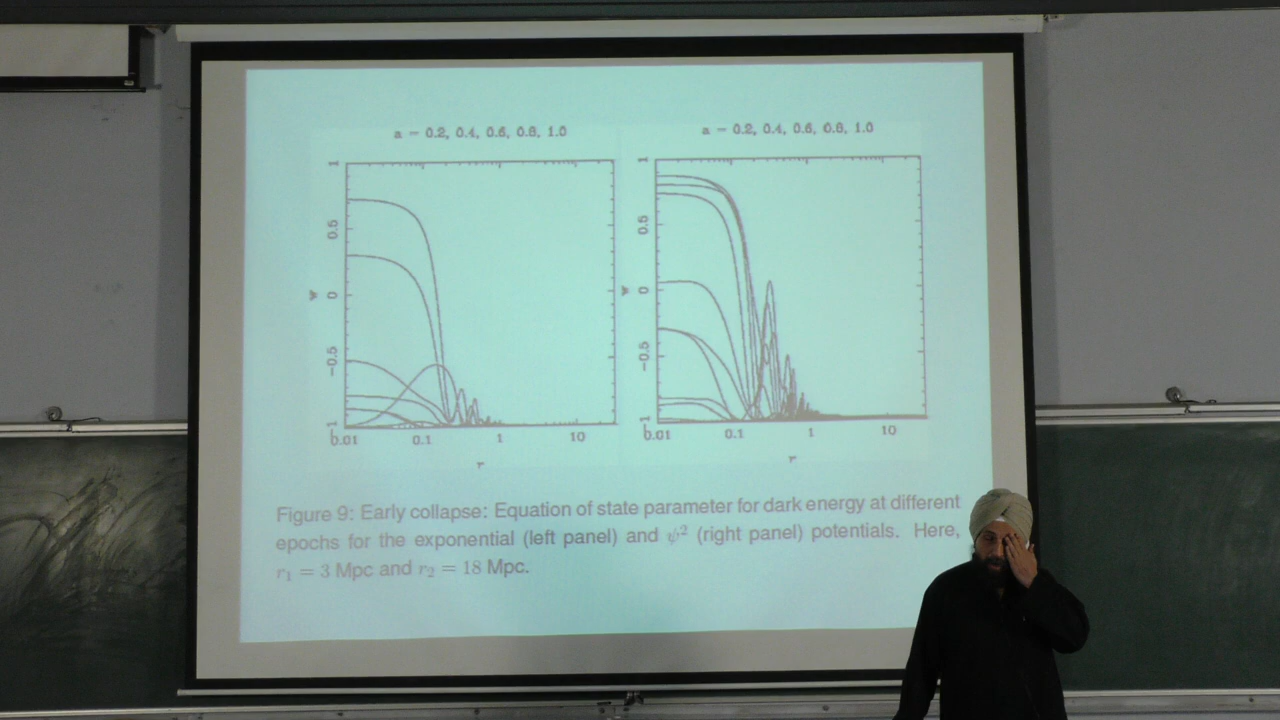 a = 0.2, 0.4, 0.6, 0.8, 1.0
a = 0.2, 0.4, 0.6, 0.8, 1.0
1
0.5
0
-0.5
-1
w
0.01
0.1
1
10
r
1
0.5
0
-0.5
-1
w
0.01
0.1
1
10
r
Figure 9: Early collapse: Equation of state parameter for dark energy at different
epochs for the exponential (left panel) and ψ² (right panel) potentials. Here,
r₁ = 3 Mpc and r₂ = 18 Mpc.